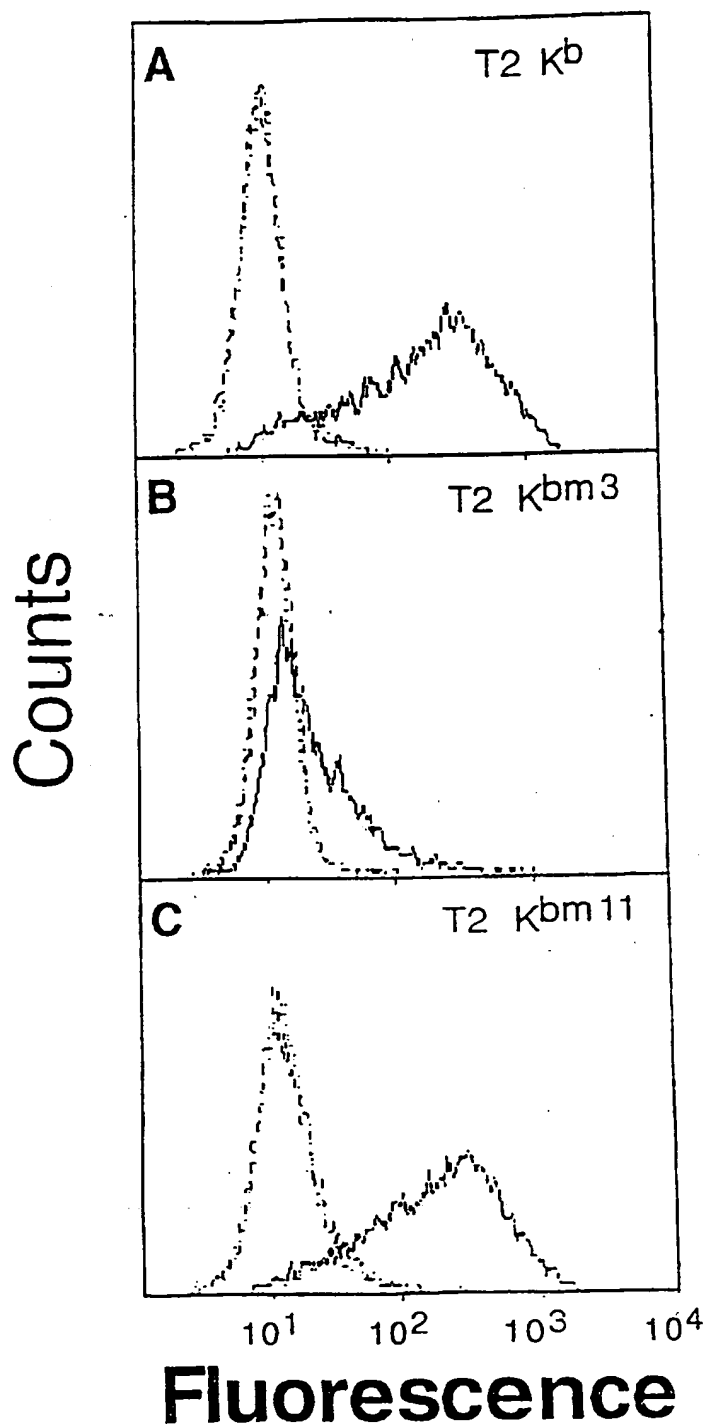 A
T2 Kb
B
T2 Kbm3
C
T2 Kbm11
Counts
10¹ 10² 10³ 10⁴
Fluorescence